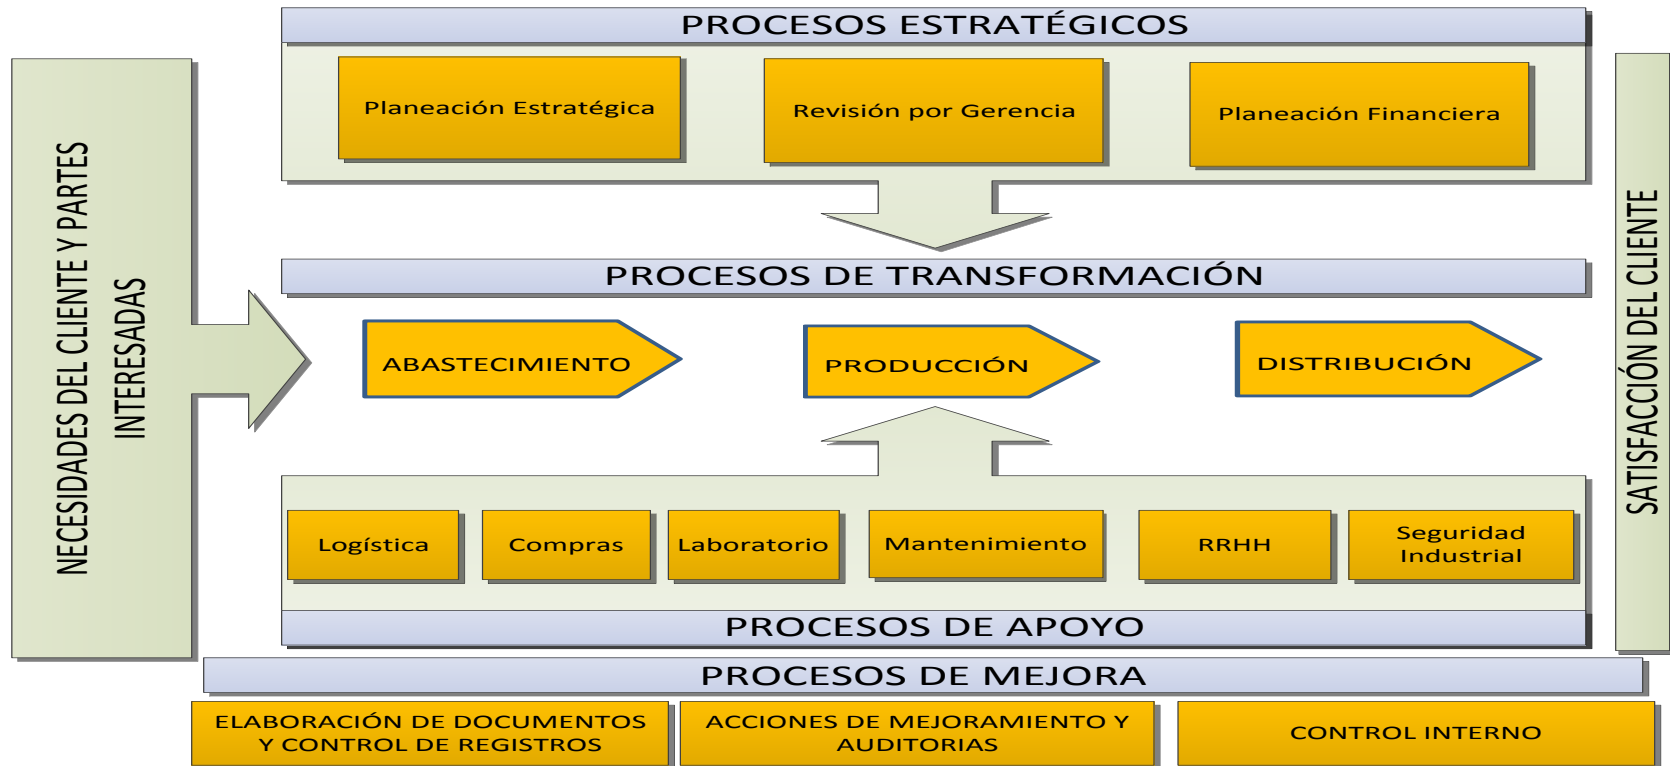 PROCESOS ESTRATÉGICOS
Planeación Estratégica
Revisión por Gerencia
Planeación Financiera
NECESIDADES DEL CLIENTE Y PARTES
INTERESADAS
PROCESOS DE TRANSFORMACIÓN
ABASTECIMIENTO
PRODUCCIÓN
DISTRIBUCIÓN
SATISFACCIÓN DEL CLIENTE
Logística
Compras
Laboratorio
Mantenimiento
RRHH
Seguridad
Industrial
PROCESOS DE APOYO
PROCESOS DE MEJORA
ELABORACIÓN DE DOCUMENTOS
Y CONTROL DE REGISTROS
ACCIONES DE MEJORAMIENTO Y
AUDITORIAS
CONTROL INTERNO